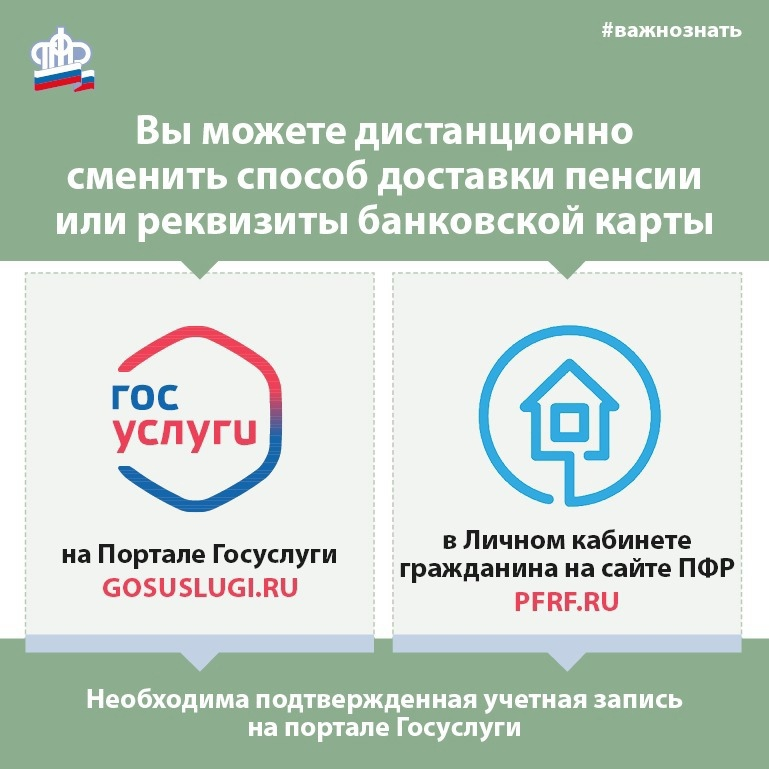 #важнознать
ПФР
Вы можете дистанционно
сменить способ доставки пенсии
или реквизиты банковской карты
гос
услуги
на Портале Госуслуги
GOSUSLUGI.RU
в Личном кабинете
гражданина на сайте ПФР
PFRF.RU
Необходима подтвержденная учетная запись
на портале Госуслуги